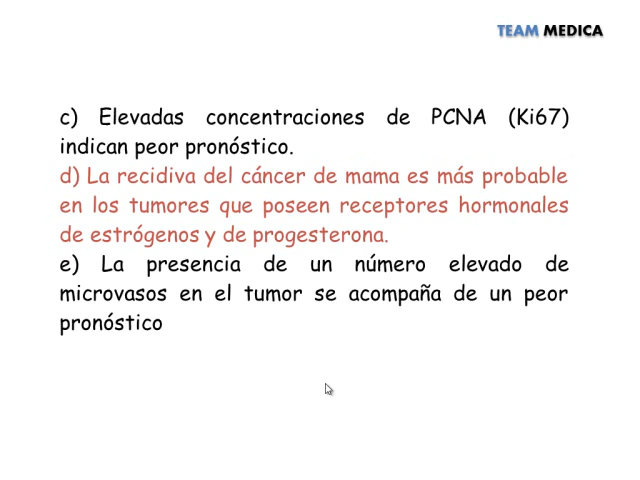 TEAM MEDICA
c) Elevadas concentraciones de PCNA (Ki67)
indican peor pronóstico.
d) La recidiva del cáncer de mama es más probable
en los tumores que poseen receptores hormonales
de estrógenos y de progesterona.
e) La presencia de un número elevado de
microvasos en el tumor se acompaña de un peor
pronóstico